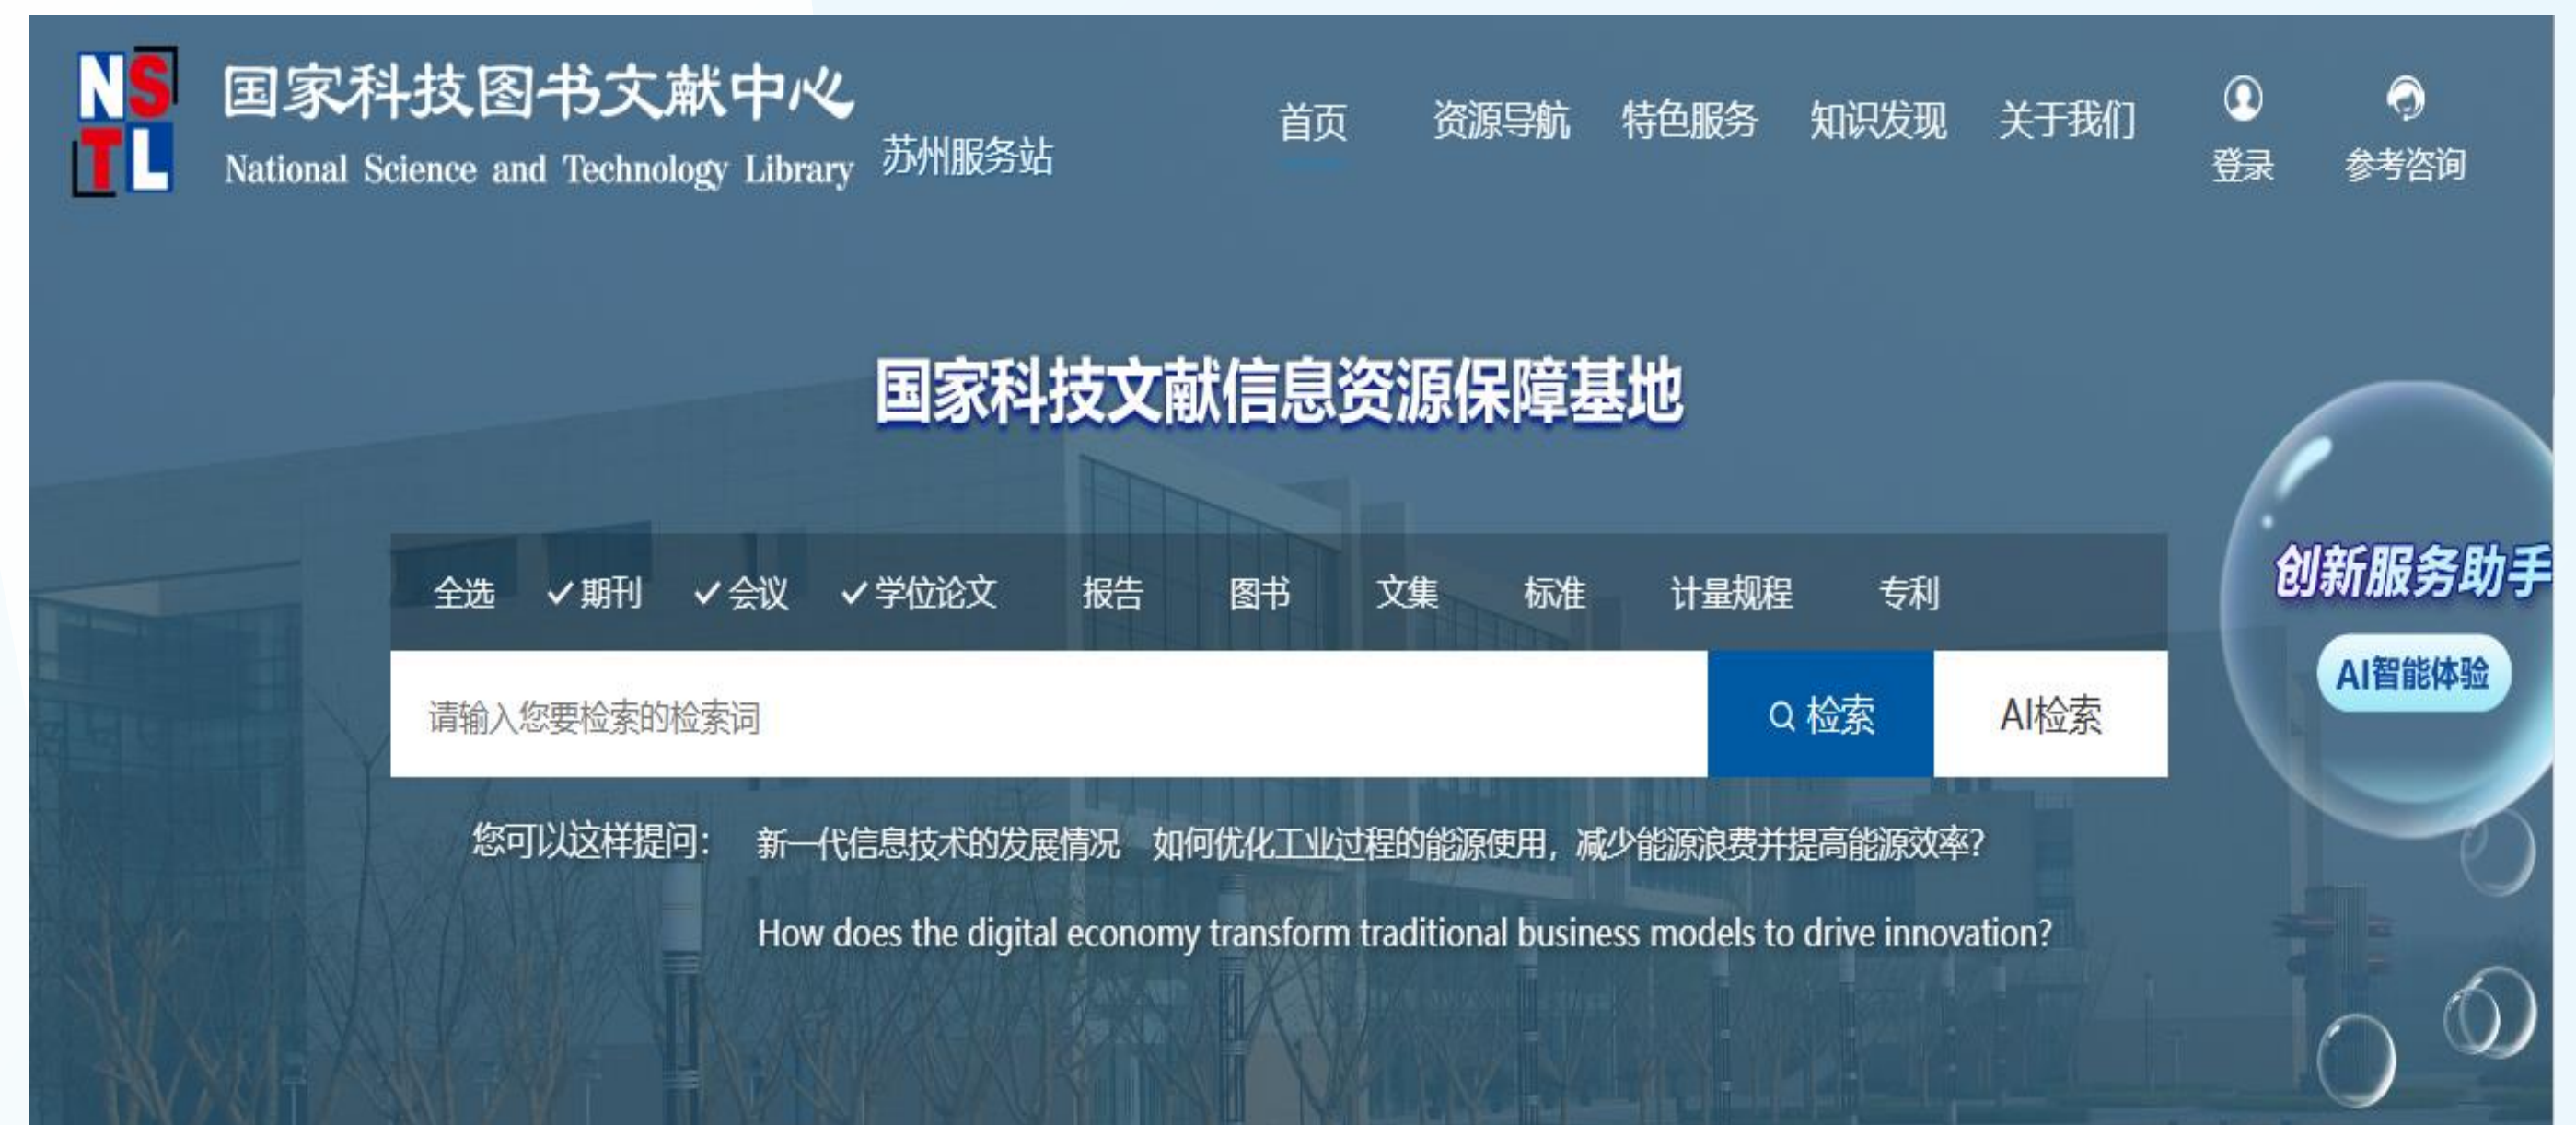 NSTL
国家科技图书文献中心
National Science and Technology Library
苏州服务站
首页 资源导航 特色服务 知识发现 关于我们
登录 参考咨询
国家科技文献信息资源保障基地
全选 ✓期刊 ✓会议 ✓学位论文 报告 图书 文集 标准 计量规程 专利
请输入您要检索的检索词 检索 AI检索
创新服务助手
AI智能体验
您可以这样提问： 新一代信息技术的发展情况 如何优化工业过程的能源使用，减少能源浪费并提高能源效率?
How does the digital economy transform traditional business models to drive innovation?